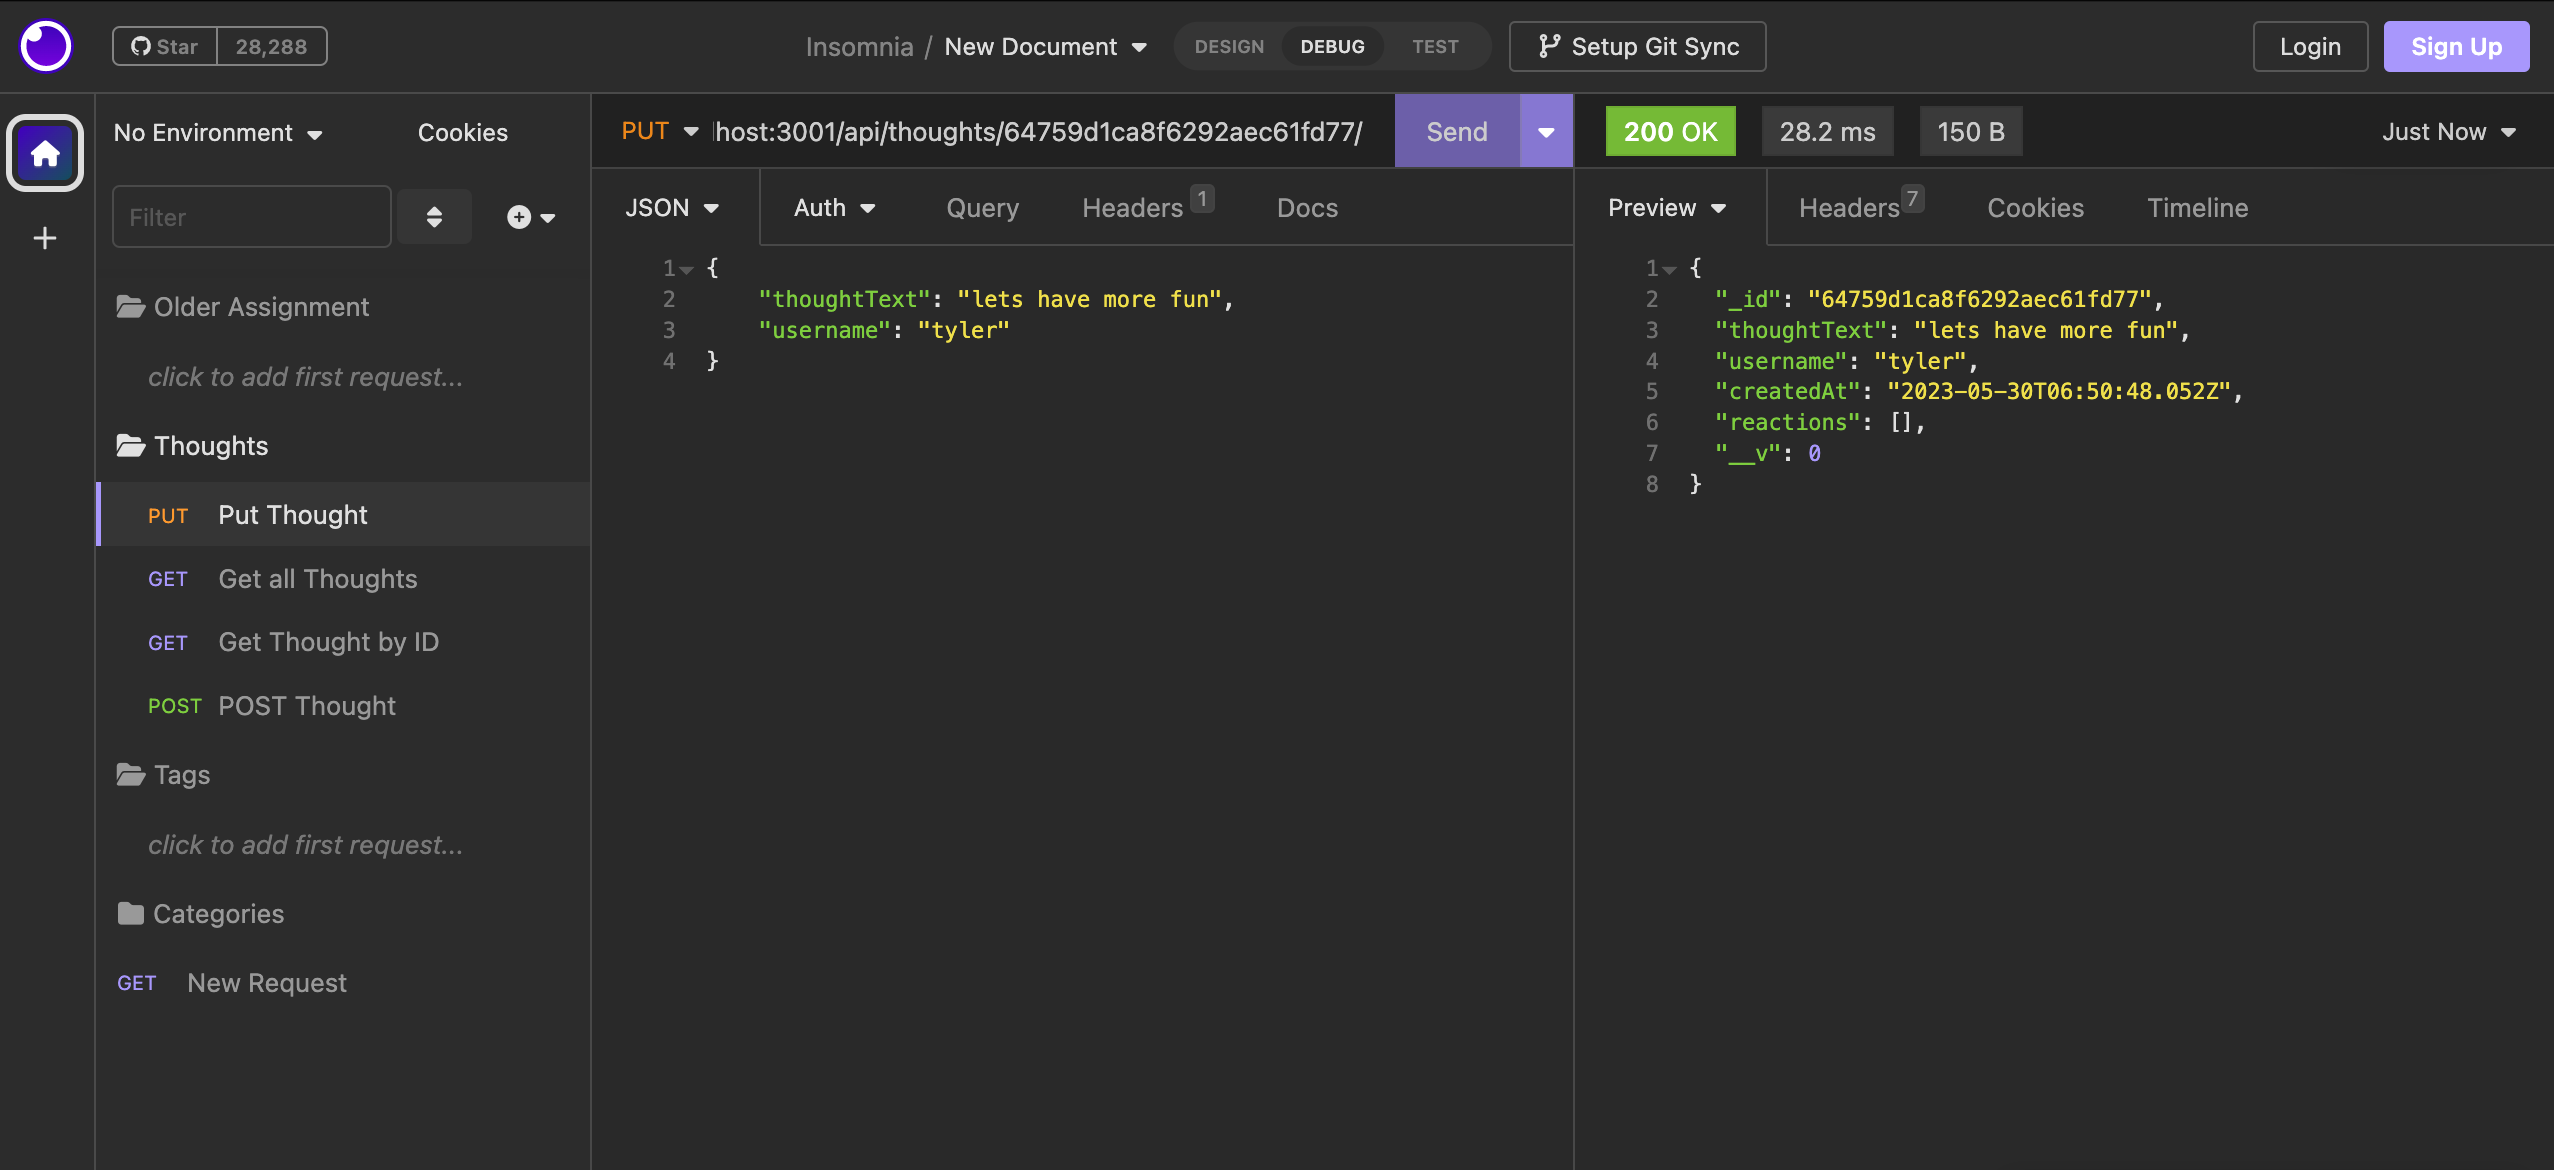 Star 28,288
Insomnia / New Document
DESIGN DEBUG TEST
Setup Git Sync
Login
Sign Up
No Environment Cookies
Filter
Older Assignment
click to add first request...
Thoughts
PUT Put Thought
GET Get all Thoughts
GET Get Thought by ID
POST POST Thought
Tags
click to add first request...
Categories
GET New Request
PUT lhost:3001/api/thoughts/64759d1ca8f6292aec61fd77/ Send
JSON Auth Query Headers 1 Docs
1 {
2 "thoughtText": "lets have more fun",
3 "username": "tyler"
4 }
200 OK 28.2 ms 150 B Just Now
Preview Headers 7 Cookies Timeline
1 {
2 "_id": "64759d1ca8f6292aec61fd77",
3 "thoughtText": "lets have more fun",
4 "username": "tyler",
5 "createdAt": "2023-05-30T06:50:48.052Z",
6 "reactions": [],
7 "__v": 0
8 }